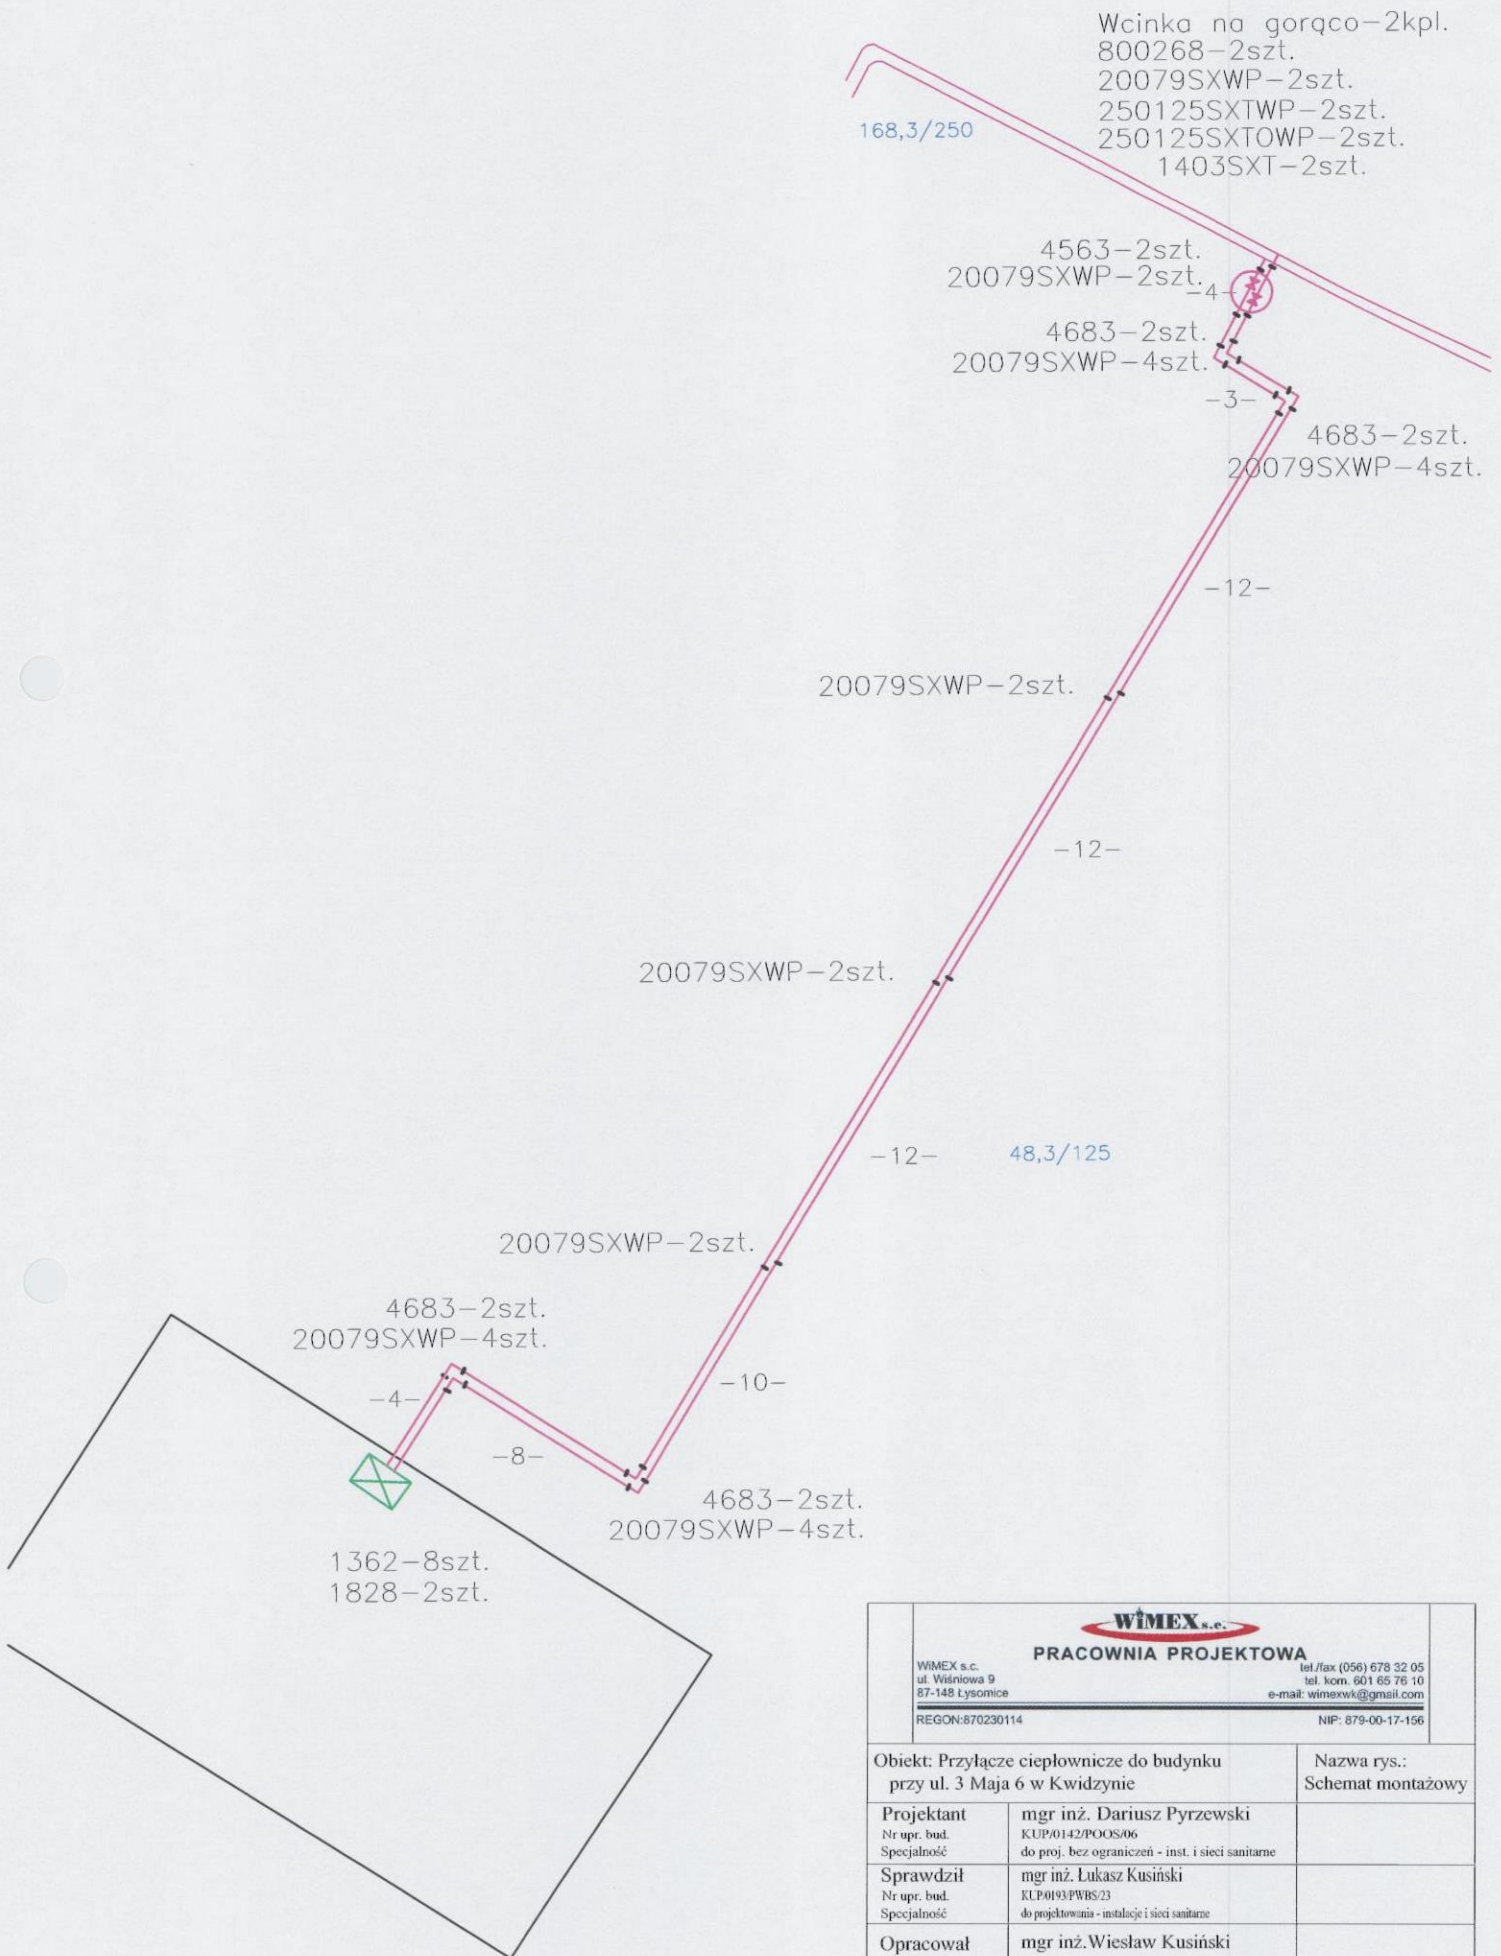 Wcinka na gorąco-2kpl.
800268-2szt.
20079SXWP-2szt.
250125SXTWP-2szt.
250125SXTOWP-2szt.
1403SXT-2szt.
168,3/250
4563-2szt.
20079SXWP-2szt.
-4-
4683-2szt.
20079SXWP-4szt.
-3-
4683-2szt.
20079SXWP-4szt.
-12-
20079SXWP-2szt.
-12-
20079SXWP-2szt.
-12-
48,3/125
20079SXWP-2szt.
4683-2szt.
20079SXWP-4szt.
-4-
-10-
-8-
4683-2szt.
20079SXWP-4szt.
1362-8szt.
1828-2szt.
WiMEX s.c.
PRACOWNIA PROJEKTOWA
WiMEX s.c.
ul. Wiśniowa 9
87-148 Łysomice
tel./fax (056) 678 32 05
tel. kom. 601 65 76 10
e-mail: wimexwk@gmail.com
REGON:870230114
NIP: 879-00-17-156
Obiekt: Przyłącze ciepłownicze do budynku
przy ul. 3 Maja 6 w Kwidzynie
Nazwa rys.:
Schemat montażowy
Projektant
mgr inż. Dariusz Pyrzewski
Nr upr. bud.
KUP/0142/POOS/06
Specjalność
do proj. bez ograniczeń - inst. i sieci sanitarne
Sprawdził
mgr inż. Łukasz Kusiński
Nr upr. bud.
KUP/0193/PWBS/23
Specjalność
do projektowania - instalacje i sieci sanitarne
Opracował
mgr inż.Wiesław Kusiński